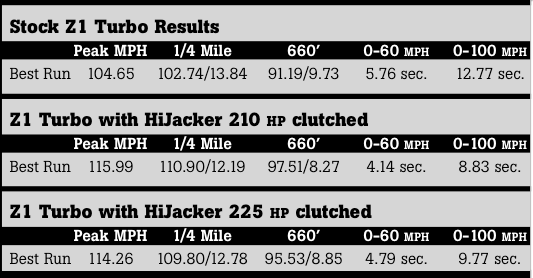 Stock Z1 Turbo Results
Peak MPH 1/4 Mile 660’ 0-60 MPH 0-100 MPH
Best Run 104.65 102.74/13.84 91.19/9.73 5.76 sec. 12.77 sec.
Z1 Turbo with HiJacker 210 HP clutched
Peak MPH 1/4 Mile 660’ 0-60 MPH 0-100 MPH
Best Run 115.99 110.90/12.19 97.51/8.27 4.14 sec. 8.83 sec.
Z1 Turbo with HiJacker 225 HP clutched
Peak MPH 1/4 Mile 660’ 0-60 MPH 0-100 MPH
Best Run 114.26 109.80/12.78 95.53/8.85 4.79 sec. 9.77 sec.